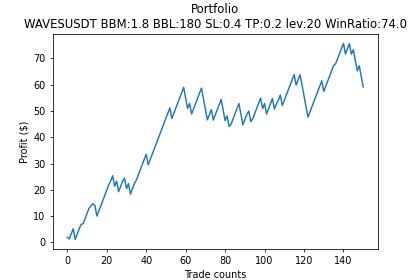 Portfolio
WAVESUSDT BBM:1.8 BBL:180 SL:0.4 TP:0.2 lev:20 WinRatio:74.0
Profit ($)
70
60
50
40
30
20
10
0
0 20 40 60 80 100 120 140
Trade counts